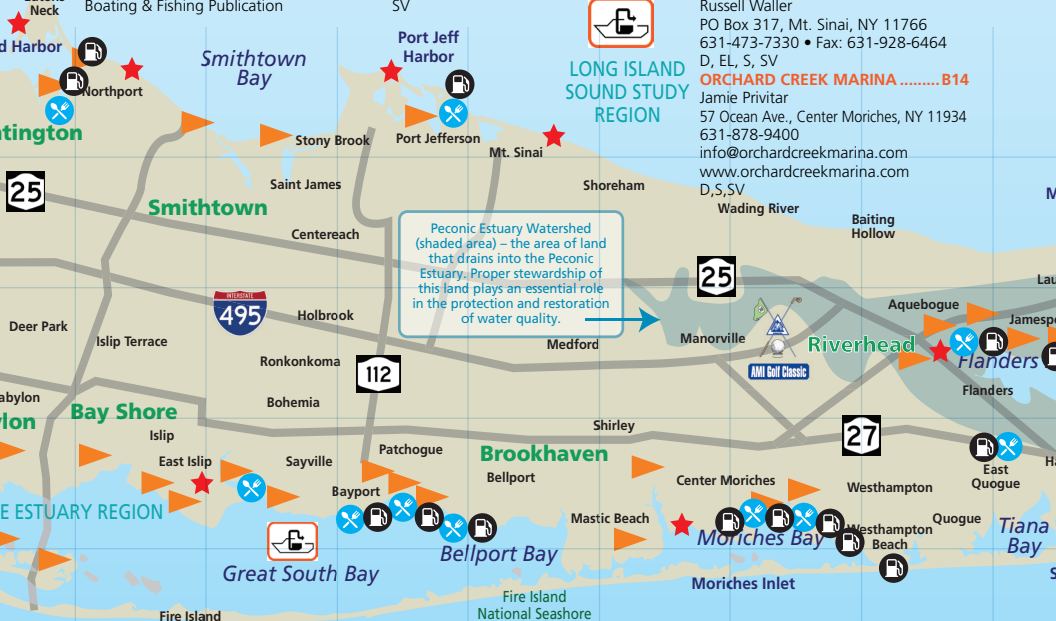 Neck
Boating & Fishing Publication
SV
Russell Waller
PO Box 317, Mt. Sinai, NY 11766
631-473-7330 • Fax: 631-928-6464
D, EL, S, SV
ORCHARD CREEK MARINA ......... B14
Jamie Privitar
57 Ocean Ave., Center Moriches, NY 11934
631-878-9400
info@orchardcreekmarina.com
www.orchardcreekmarina.com
D,S,SV
d Harbor
Smithtown
Bay
Port Jeff
Harbor
LONG ISLAND
SOUND STUDY
REGION
Northport
ntington
Stony Brook
Port Jefferson
Mt. Sinai
25
Saint James
Shoreham
Smithtown
Wading River
Baiting
Hollow
M
Centereach
Peconic Estuary Watershed
(shaded area) – the area of land
that drains into the Peconic
Estuary. Proper stewardship of
this land plays an essential role
in the protection and restoration
of water quality.
25
Lau
INTERSTATE
495
Holbrook
Aquebogue
Jamesp
Deer Park
Islip Terrace
Medford
Manorville
Riverhead
AMI Golf Classic
Flanders
Ronkonkoma
112
Flanders
abylon
Bohemia
Bay Shore
ylon
Islip
Shirley
27
East Islip
Sayville
Patchogue
Brookhaven
Ha
East
Quogue
Bayport
Bellport
Center Moriches
Westhampton
E ESTUARY REGION
Mastic Beach
Quogue
Moriches Bay
Westhampton
Beach
Tiana
Bay
Bellport Bay
Great South Bay
Moriches Inlet
S
Fire Island
National Seashore
Fire Island